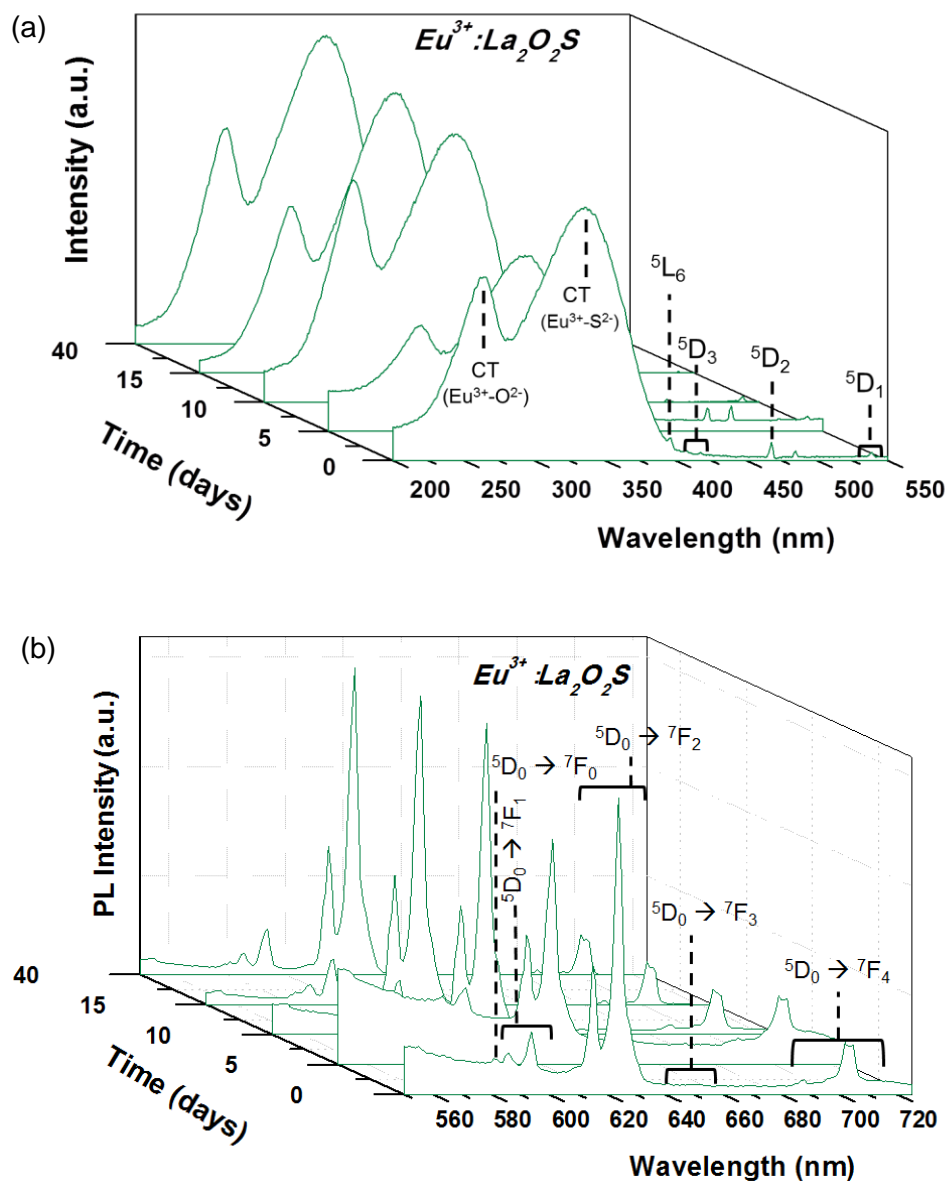 (a)
Eu³⁺:La₂O₂S
Intensity (a.u.)
⁵L₆
⁵D₃
⁵D₂
⁵D₁
CT
(Eu³⁺-S²⁻)
CT
(Eu³⁺-O²⁻)
40
15
10
5
0
Time (days)
200 250 300 350 400 450 500 550
Wavelength (nm)
(b)
Eu³⁺:La₂O₂S
PL Intensity (a.u.)
⁵D₀ → ⁷F₂
⁵D₀ → ⁷F₀
⁵D₀ → ⁷F₁
⁵D₀ → ⁷F₃
⁵D₀ → ⁷F₄
40
15
10
5
0
Time (days)
560 580 600 620 640 660 680 700 720
Wavelength (nm)